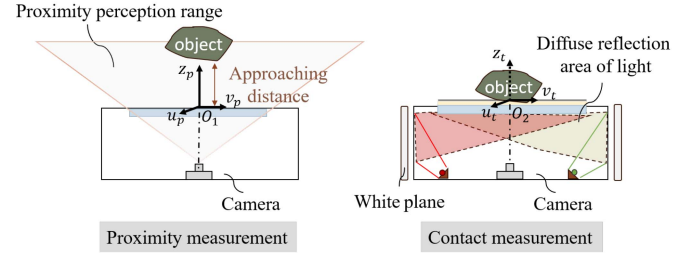 Proximity perception range
object
z_p
Approaching
distance
v_p
u_p
O_1
Camera
Proximity measurement
z_t
Diffuse reflection
area of light
object
v_t
u_t
O_2
White plane
Camera
Contact measurement